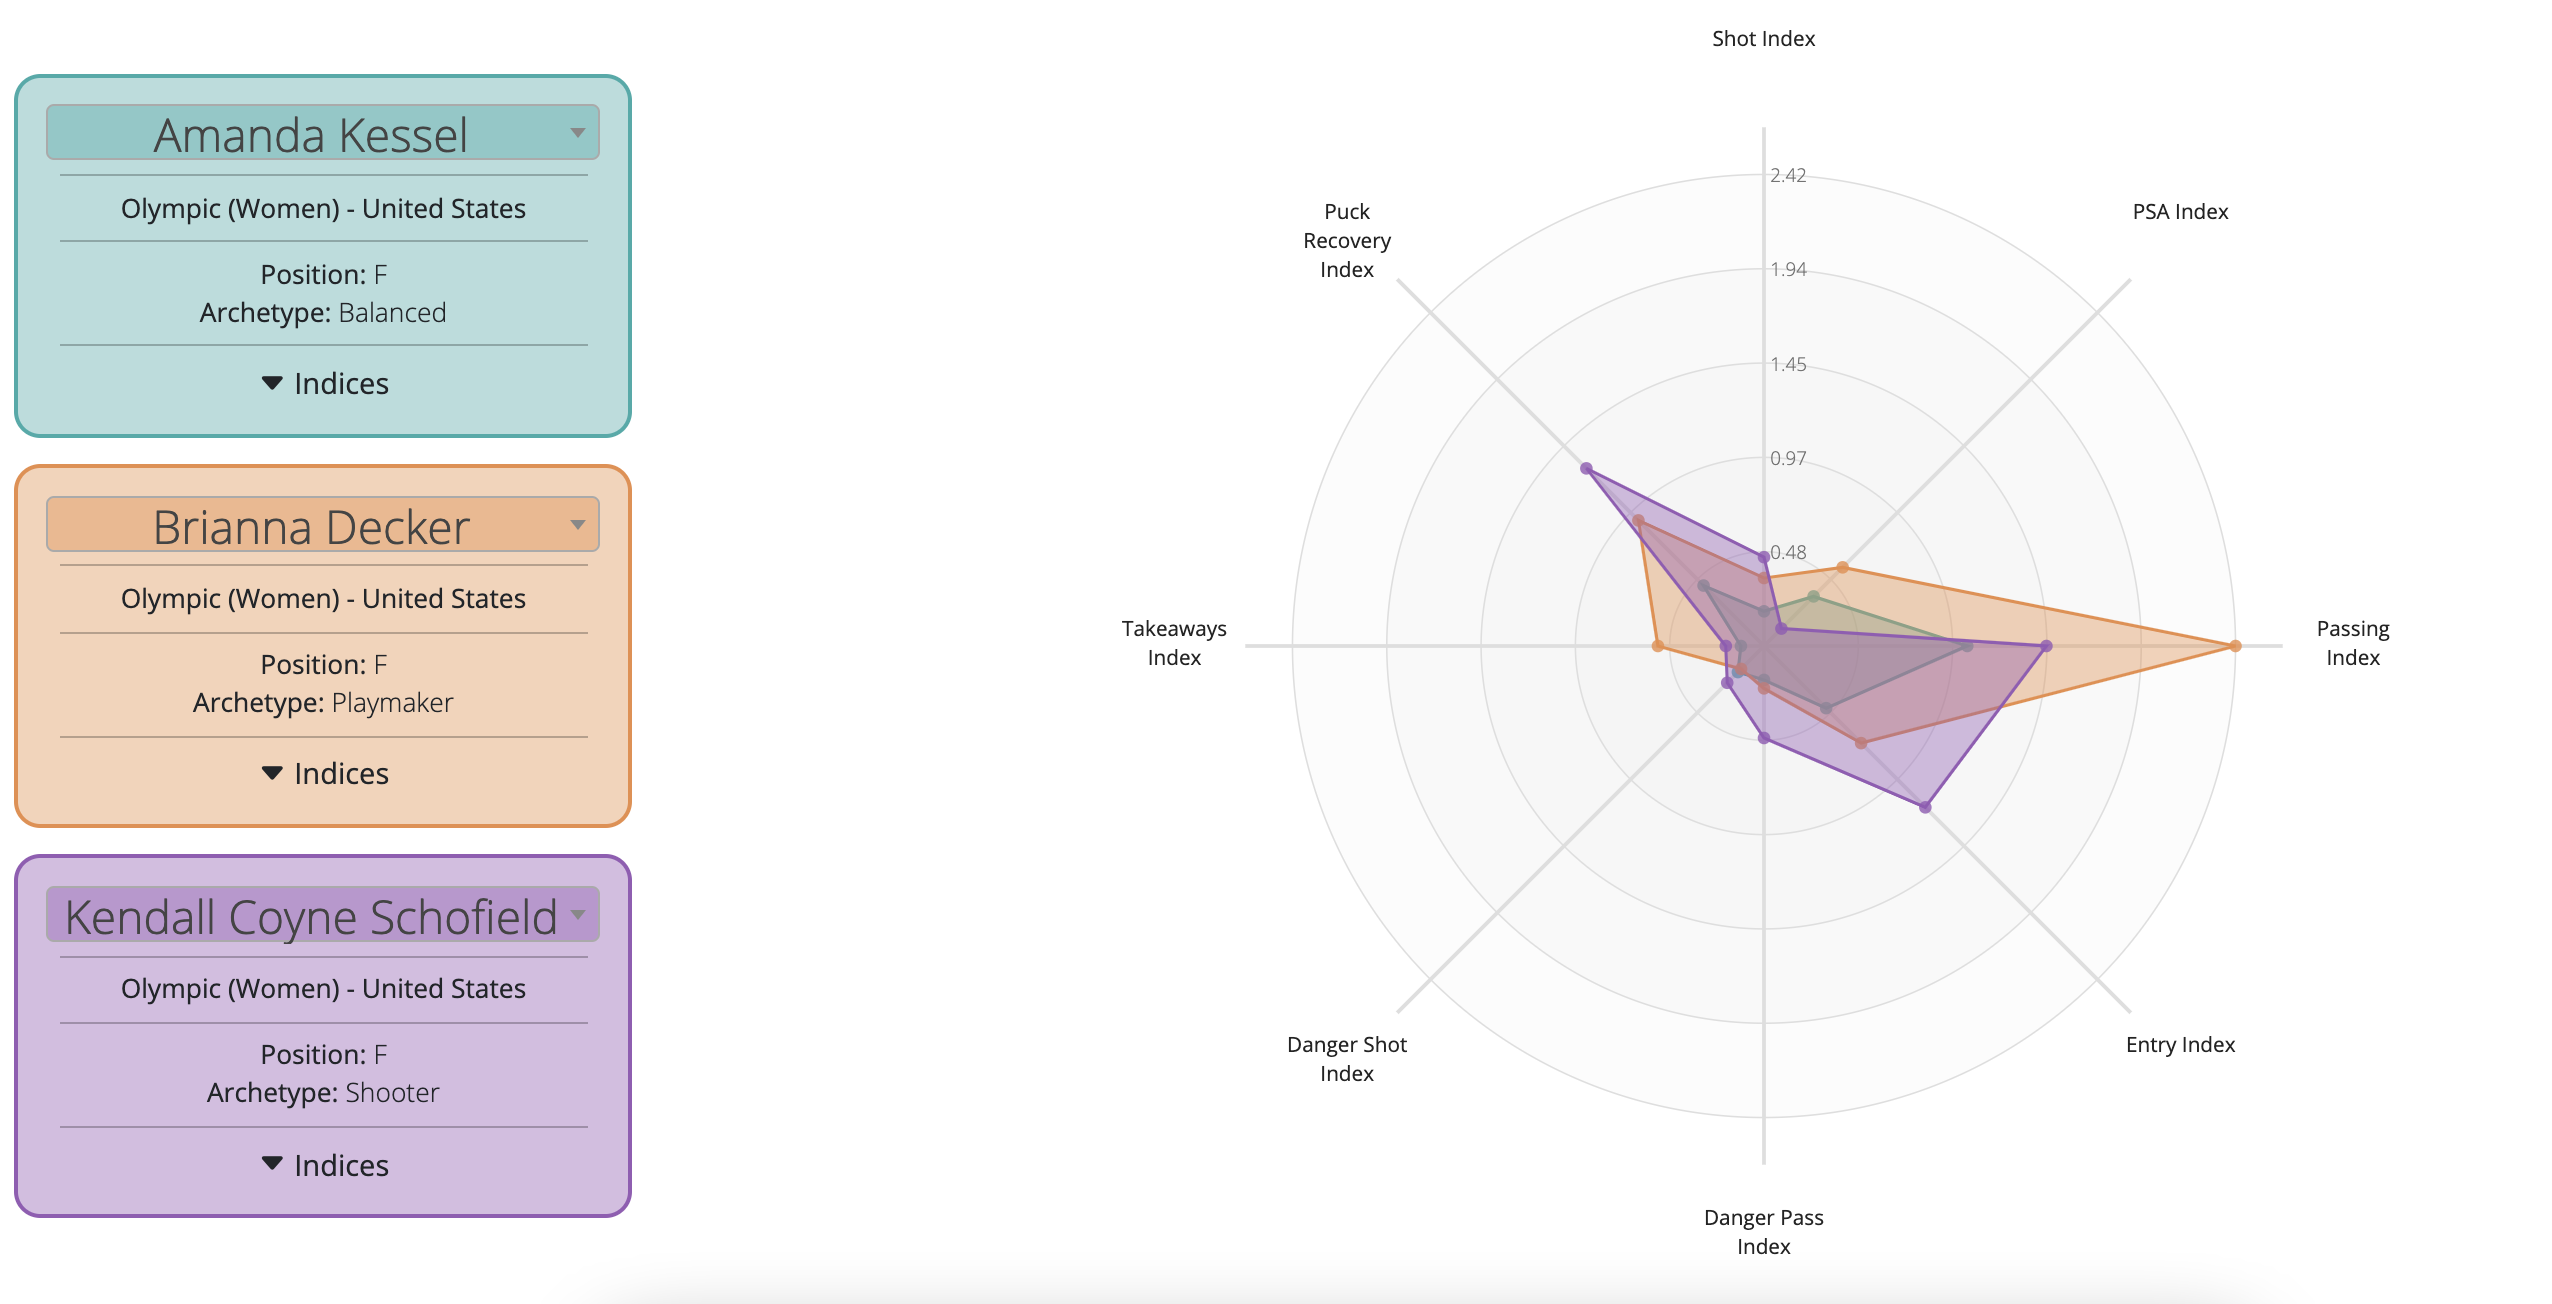 Amanda Kessel
Olympic (Women) - United States
Position: F
Archetype: Balanced
Indices
Brianna Decker
Olympic (Women) - United States
Position: F
Archetype: Playmaker
Indices
Kendall Coyne Schofield
Olympic (Women) - United States
Position: F
Archetype: Shooter
Indices
Shot Index
2.42
1.94
1.45
0.97
0.48
PSA Index
Passing
Index
Entry Index
Danger Pass
Index
Danger Shot
Index
Takeaways
Index
Puck
Recovery
Index